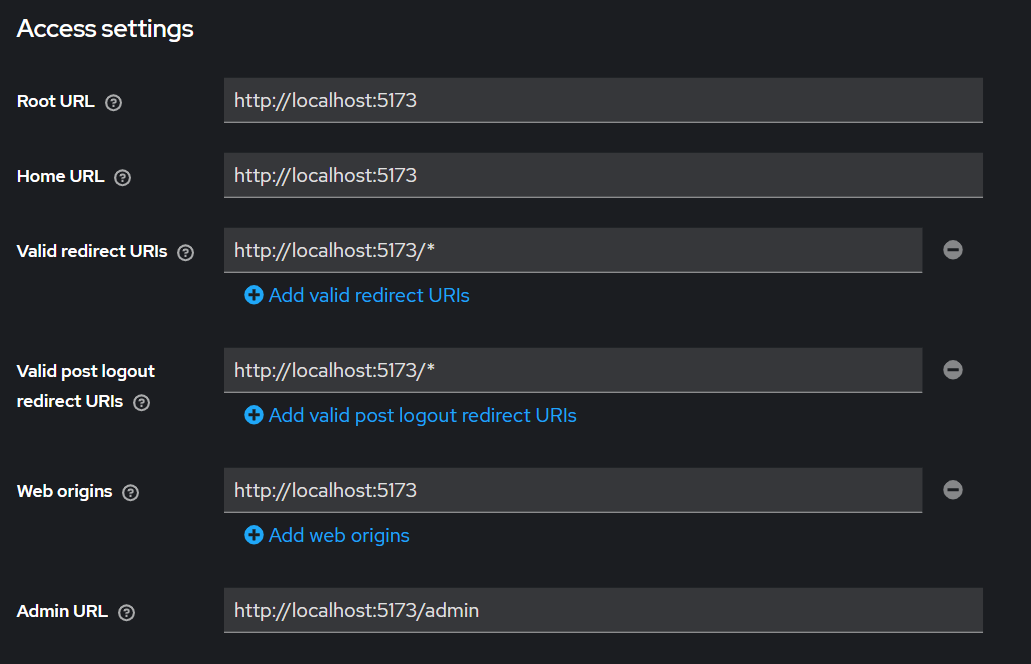 Access settings
Root URL
http://localhost:5173
Home URL
http://localhost:5173
Valid redirect URIs
http://localhost:5173/*
Add valid redirect URIs
Valid post logout
redirect URIs
http://localhost:5173/*
Add valid post logout redirect URIs
Web origins
http://localhost:5173
Add web origins
Admin URL
http://localhost:5173/admin